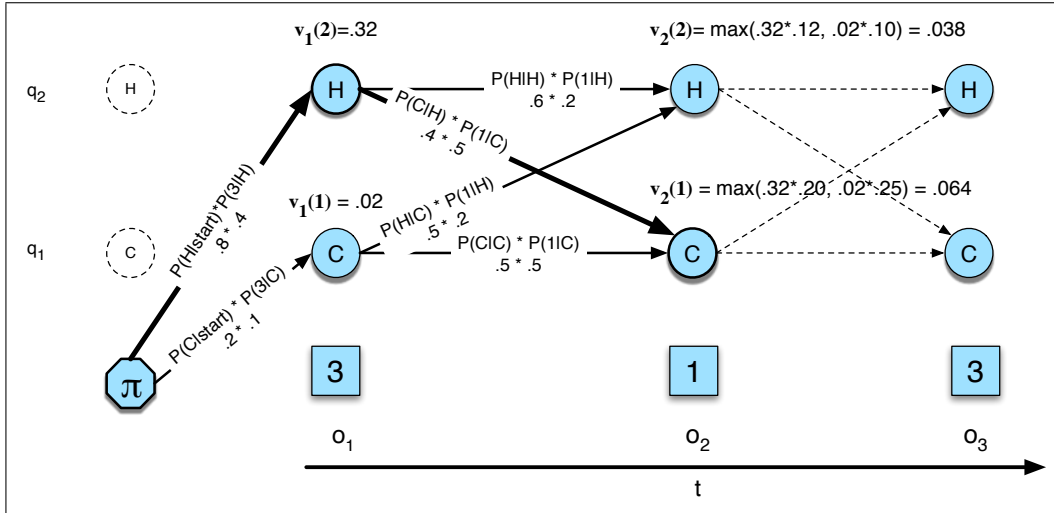 v₁(2)=.32
v₂(2)= max(.32*.12, .02*.10) = .038
q₂
H
H
P(H|H) * P(1|H)
.6 * .2
H
H
P(C|H) * P(1|C)
.4 * .5
P(H|start)*P(3|H)
.8 * .4
v₁(1) = .02
P(H|C) * P(1|H)
.5 * .2
v₂(1) = max(.32*.20, .02*.25) = .064
q₁
C
C
P(C|C) * P(1|C)
.5 * .5
C
C
P(C|start) * P(3|C)
.2 * .1
π
3
1
3
o₁
o₂
o₃
t